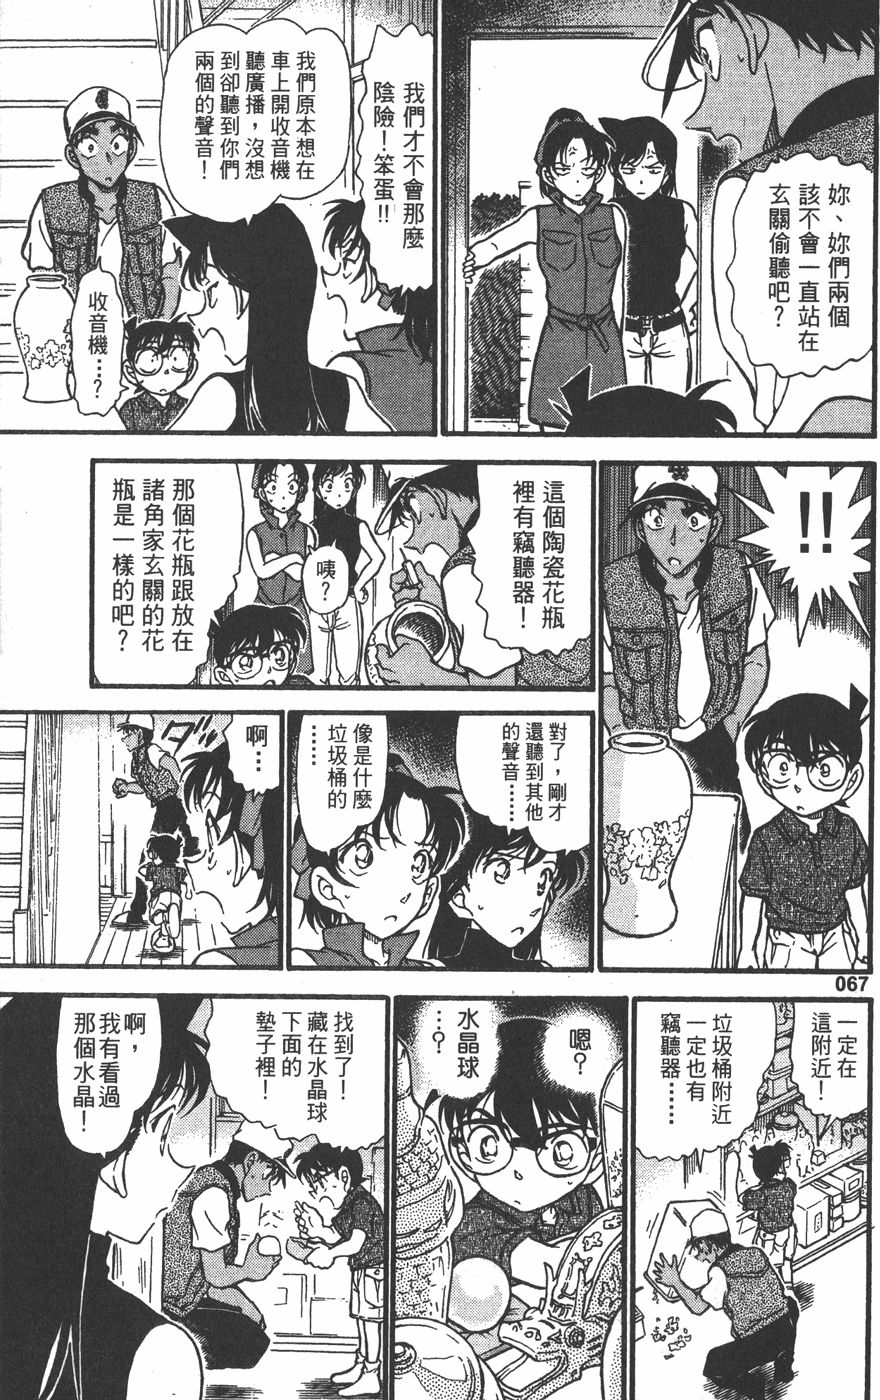 妳、妳們兩個
該不會一直站在
玄關偷聽吧？
我們才不會那麼
陰險！笨蛋!!
我們原本想在
車上開收音機
聽廣播，沒想
到卻聽到你們
兩個的聲音！
收音機…？
!!
這個陶瓷花瓶
裡有竊聽器！
咦？
那個花瓶跟放在
諸角家玄關的花
瓶是一樣的吧？
對了，剛才
還聽到其他
的聲音……
像是什麼
垃圾桶的
……
啊…
ダッ
067
一定在
這附近！
垃圾桶附近
一定也有
竊聽器……
嗯？
水晶球
…？
找到了！
藏在水晶球
下面的
墊子裡！
啊，
我有看過
那個水晶！